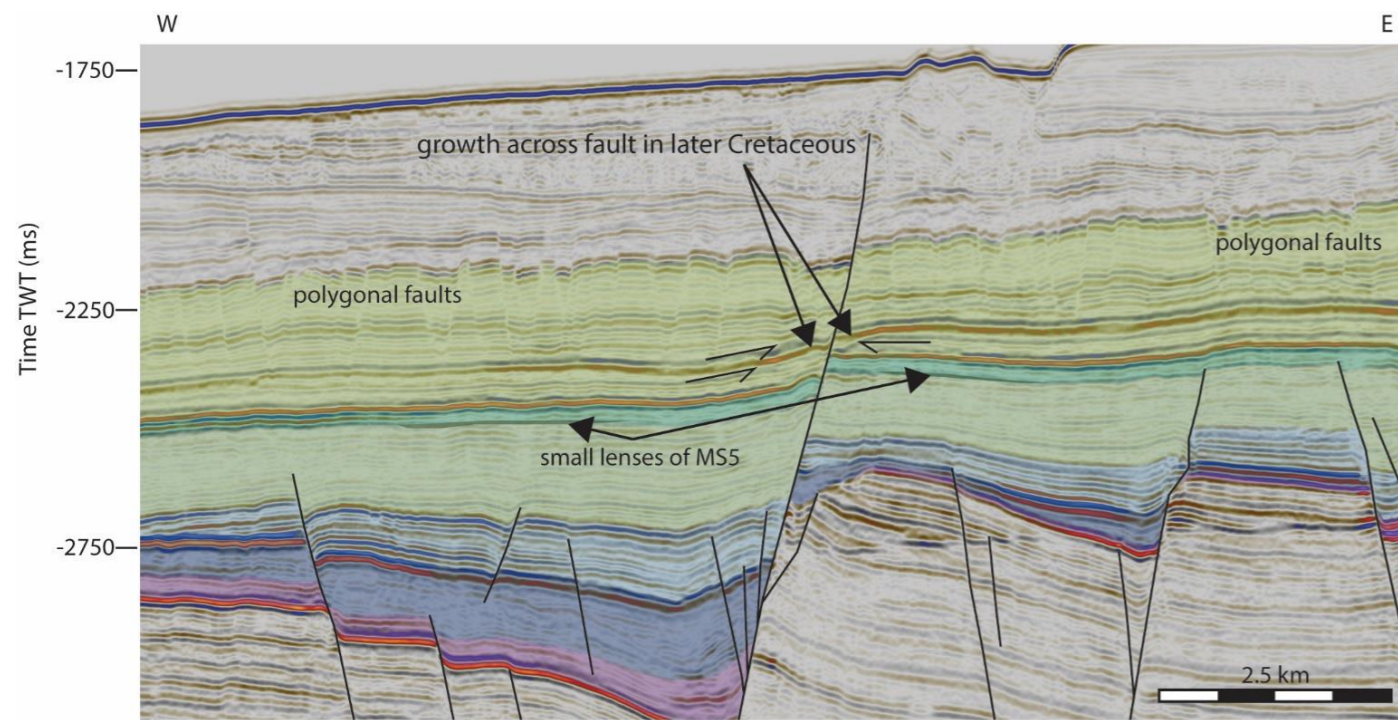 W
E
-1750
growth across fault in later Cretaceous
polygonal faults
polygonal faults
-2250
Time TWT (ms)
small lenses of MS5
-2750
2.5 km